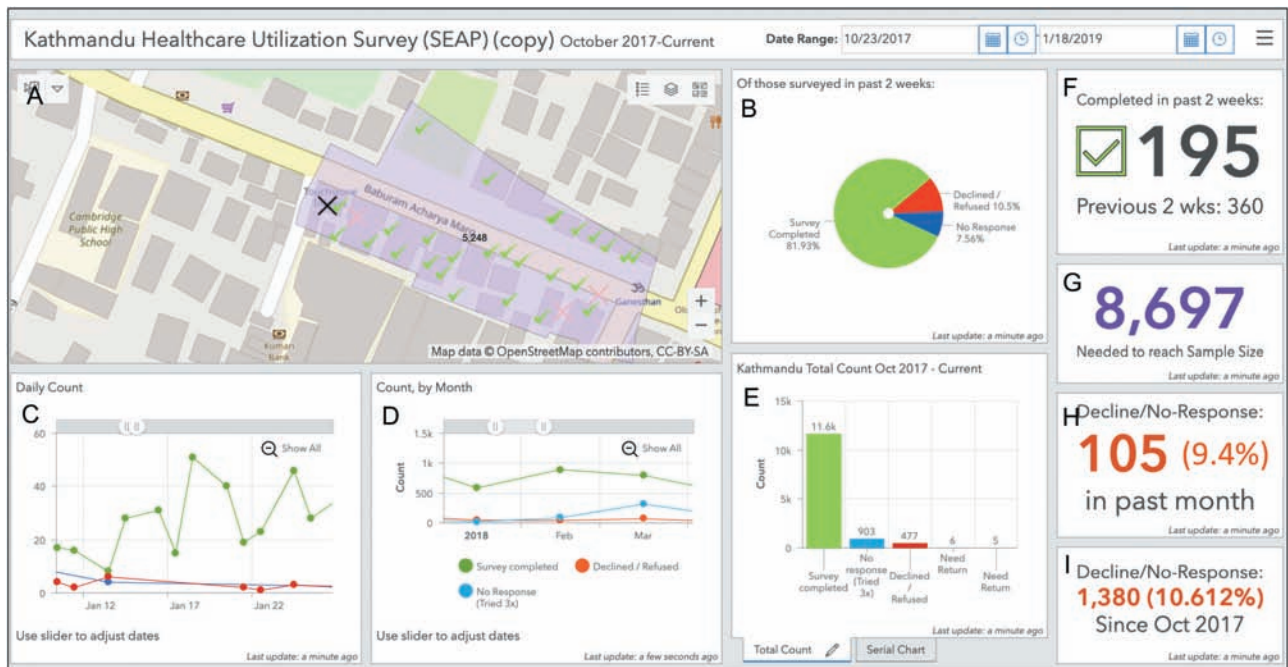 Kathmandu Healthcare Utilization Survey (SEAP) (copy) October 2017-Current
Date Range: 10/23/2017 - 1/18/2019
A
Cambridge
Public High
School
Baburam Acharya Marg
5,248
Ganesthan
Kumari
Bank
+
−
Map data © OpenStreetMap contributors, CC-BY-SA
Of those surveyed in past 2 weeks:
B
Declined /
Refused 10.5%
No Response
7.56%
Survey
Completed
81.93%
Last update: a minute ago
F
Completed in past 2 weeks:
195
Previous 2 wks: 360
Last update: a minute ago
G
8,697
Needed to reach Sample Size
Last update: a minute ago
Daily Count
C
60
40
20
0
Show All
Jan 12
Jan 17
Jan 22
Use slider to adjust dates
Last update: a minute ago
Count, by Month
D
1.5k
1k
500
0
Count
Show All
2018
Feb
Mar
Survey completed
Declined / Refused
No Response
(Tried 3x)
Use slider to adjust dates
Last update: a few seconds ago
Kathmandu Total Count Oct 2017 - Current
E
15k
10k
5k
0
Count
11.6k
903
477
6
5
Survey
completed
No
response
(Tried
3x)
Declined
/
Refused
Need
Return
Need
Return
Last update: a minute ago
Total Count
Serial Chart
H
Decline/No-Response:
105 (9.4%)
in past month
Last update: a minute ago
I
Decline/No-Response:
1,380 (10.612%)
Since Oct 2017
Last update: a minute ago